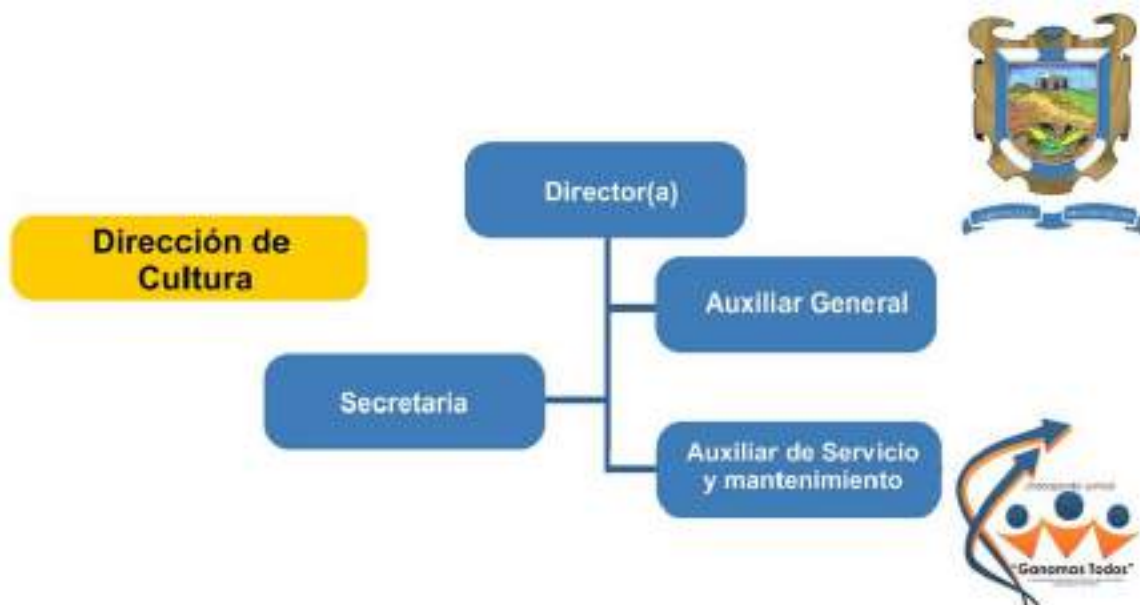 Director(a)
Dirección de
Cultura
Auxiliar General
Secretaria
Auxiliar de Servicio
y mantenimiento
"Ganamos Todos"